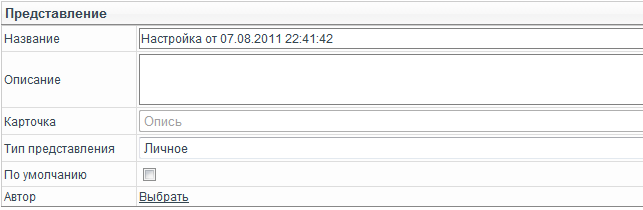 Представление
Название Настройка от 07.08.2011 22:41:42
Описание
Карточка Опись
Тип представления Личное
По умолчанию
Автор Выбрать